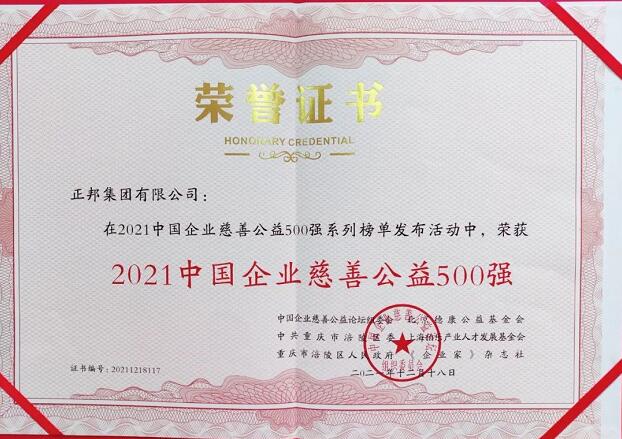 荣誉证书
HONORARY CREDENTIAL
正邦集团有限公司：
在2021中国企业慈善公益500强系列榜单发布活动中，荣获
2021中国企业慈善公益500强
中国企业慈善公益论坛组委会 北京德康公益基金会
中共重庆市涪陵区委 上海 产业人才发展基金会
重庆市涪陵区人民政府 《企业家》杂志社
二〇二一年十二月十八日
证书编号：20211218117
组织委员会